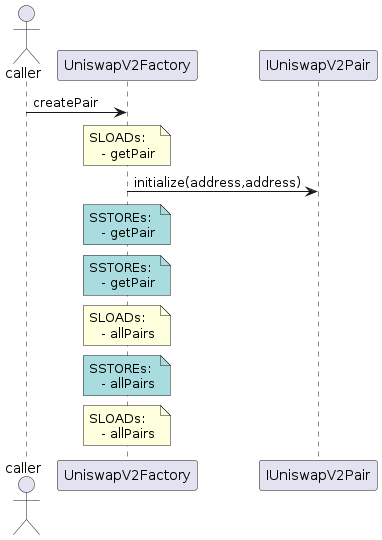 caller
UniswapV2Factory
IUniswapV2Pair
createPair
SLOADs:
- getPair
initialize(address,address)
SSTOREs:
- getPair
SSTOREs:
- getPair
SLOADs:
- allPairs
SSTOREs:
- allPairs
SLOADs:
- allPairs
caller
UniswapV2Factory
IUniswapV2Pair